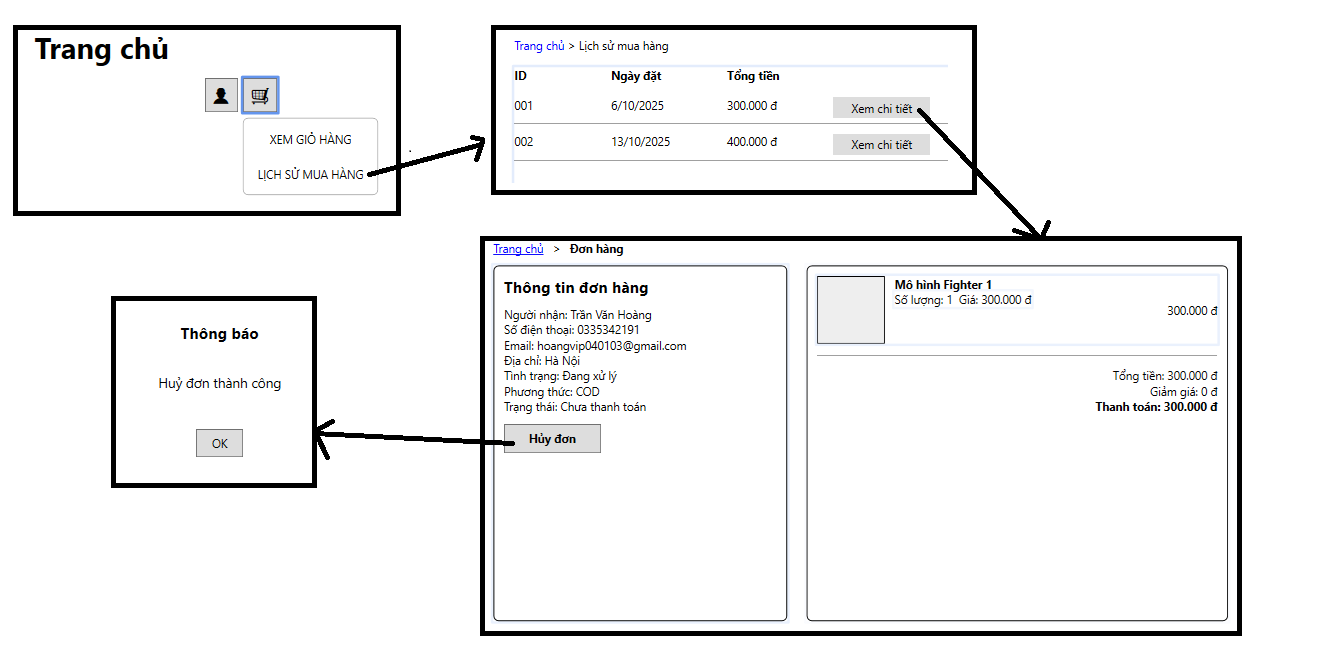 Trang chủ
XEM GIỎ HÀNG
LỊCH SỬ MUA HÀNG
Trang chủ > Lịch sử mua hàng
ID Ngày đặt Tổng tiền
001 6/10/2025 300.000 đ Xem chi tiết
002 13/10/2025 400.000 đ Xem chi tiết
Trang chủ > Đơn hàng
Thông tin đơn hàng
Người nhận: Trần Văn Hoàng
Số điện thoại: 0335342191
Email: hoangvip040103@gmail.com
Địa chỉ: Hà Nội
Tình trạng: Đang xử lý
Phương thức: COD
Trạng thái: Chưa thanh toán
Hủy đơn
Mô hình Fighter 1
Số lượng: 1 Giá: 300.000 đ
300.000 đ
Tổng tiền: 300.000 đ
Giảm giá: 0 đ
Thanh toán: 300.000 đ
Thông báo
Huỷ đơn thành công
OK